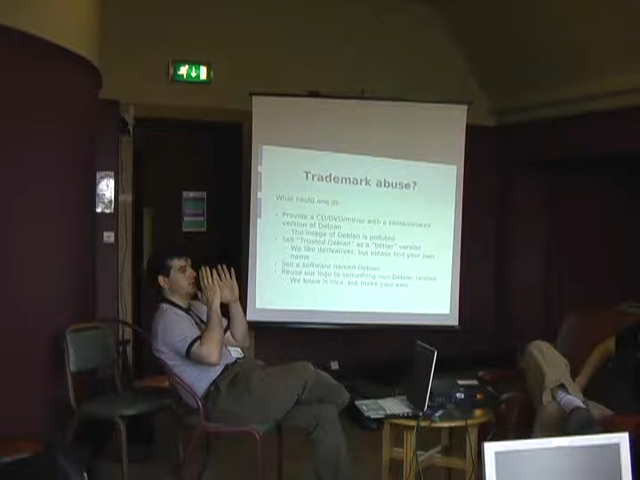 Trademark abuse?
What could one do:
• Provide a CD/DVD/mirror with a contaminated
version of Debian
– The image of Debian is polluted
• Sell "Trusted Debian" as a "better" version
– We like derivatives, but please find your own
name
• Sell a software named Debian
• Reuse our logo to something non Debian related
– We know is nice, but make your own